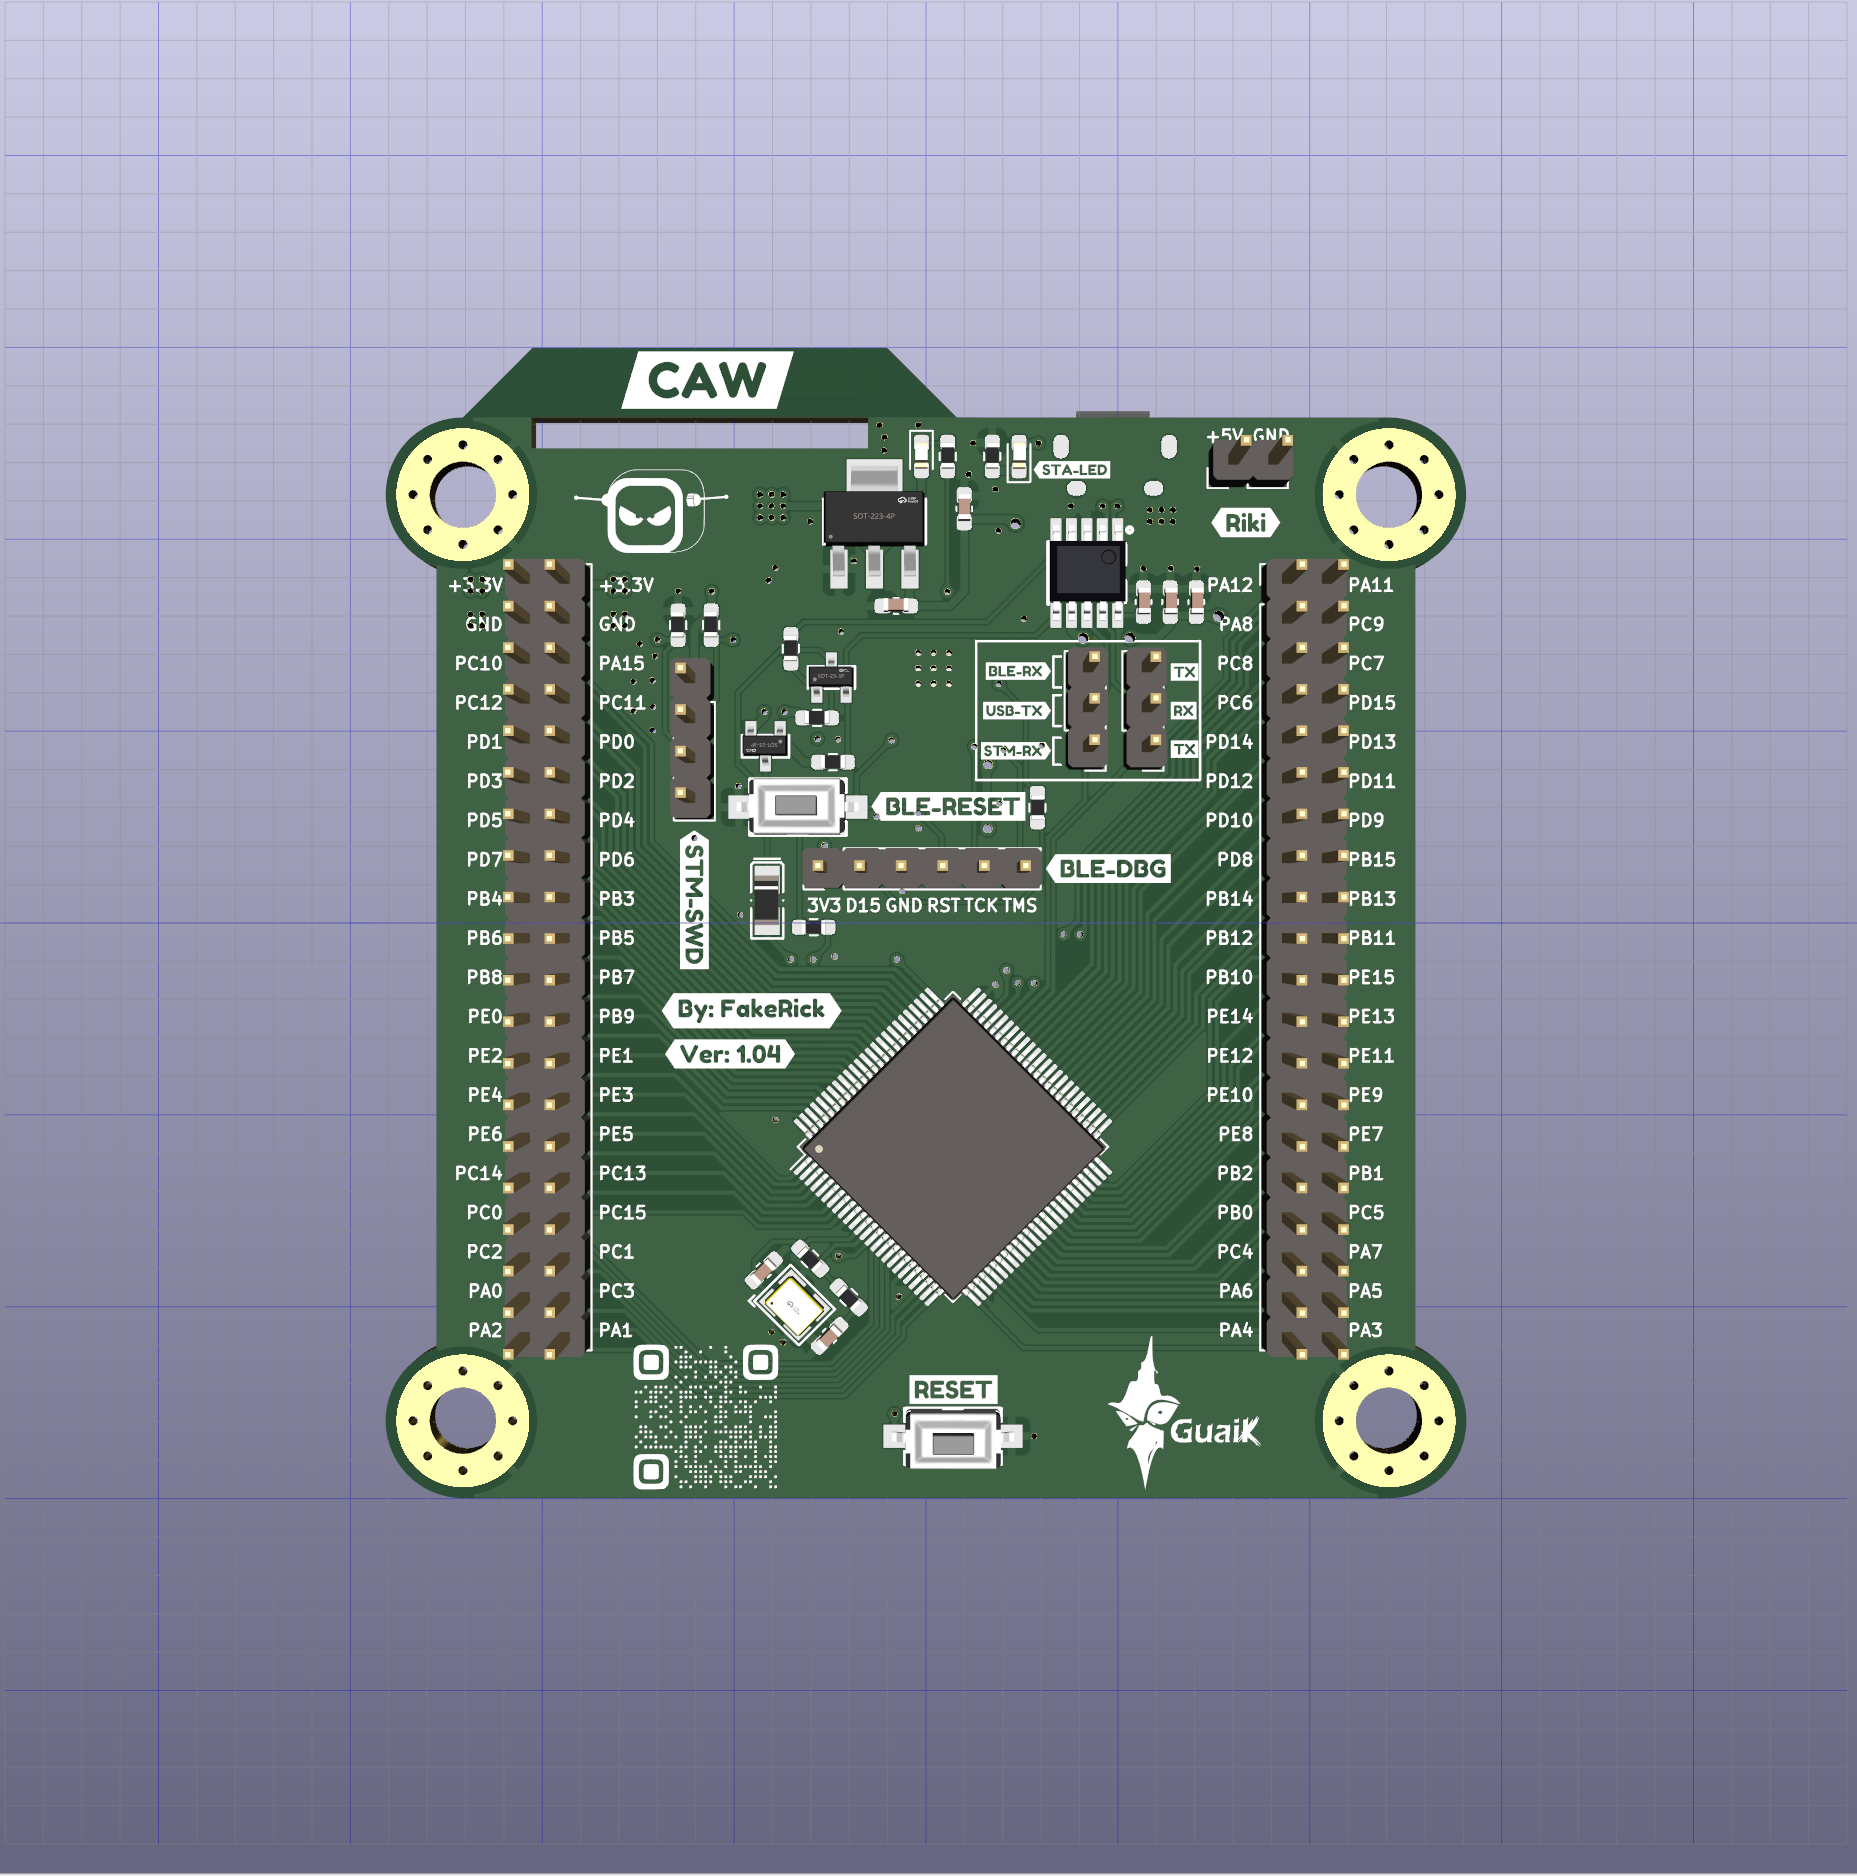 CAW
+5V GND
STA-LED
SOT-223-4P
Riki
+3.3V +3.3V PA12 PA11
GND GND PA8 PC9
PC10 PA15 PC8 PC7
PC12 PC11 PC6 PD15
PD1 PD0 PD14 PD13
PD3 PD2 PD12 PD11
PD5 PD4 PD10 PD9
PD7 PD6 PD8 PB15
PB4 PB3 PB14 PB13
PB6 PB5 PB12 PB11
PB8 PB7 PB10 PE15
PE0 PB9 PE14 PE13
PE2 PE1 PE12 PE11
PE4 PE3 PE10 PE9
PE6 PE5 PE8 PE7
PC14 PC13 PB2 PB1
PC0 PC15 PB0 PC5
PC2 PC1 PC4 PA7
PA0 PC3 PA6 PA5
PA2 PA1 PA4 PA3
BLE-RX TX
USB-TX RX
STM-RX TX
SOT-23-3P
SOT-23-3P
BLE-RESET
STM-SWD
BLE-DBG
3V3 D15 GND RST TCK TMS
By: FakeRick
Ver: 1.04
RESET
GuaiK